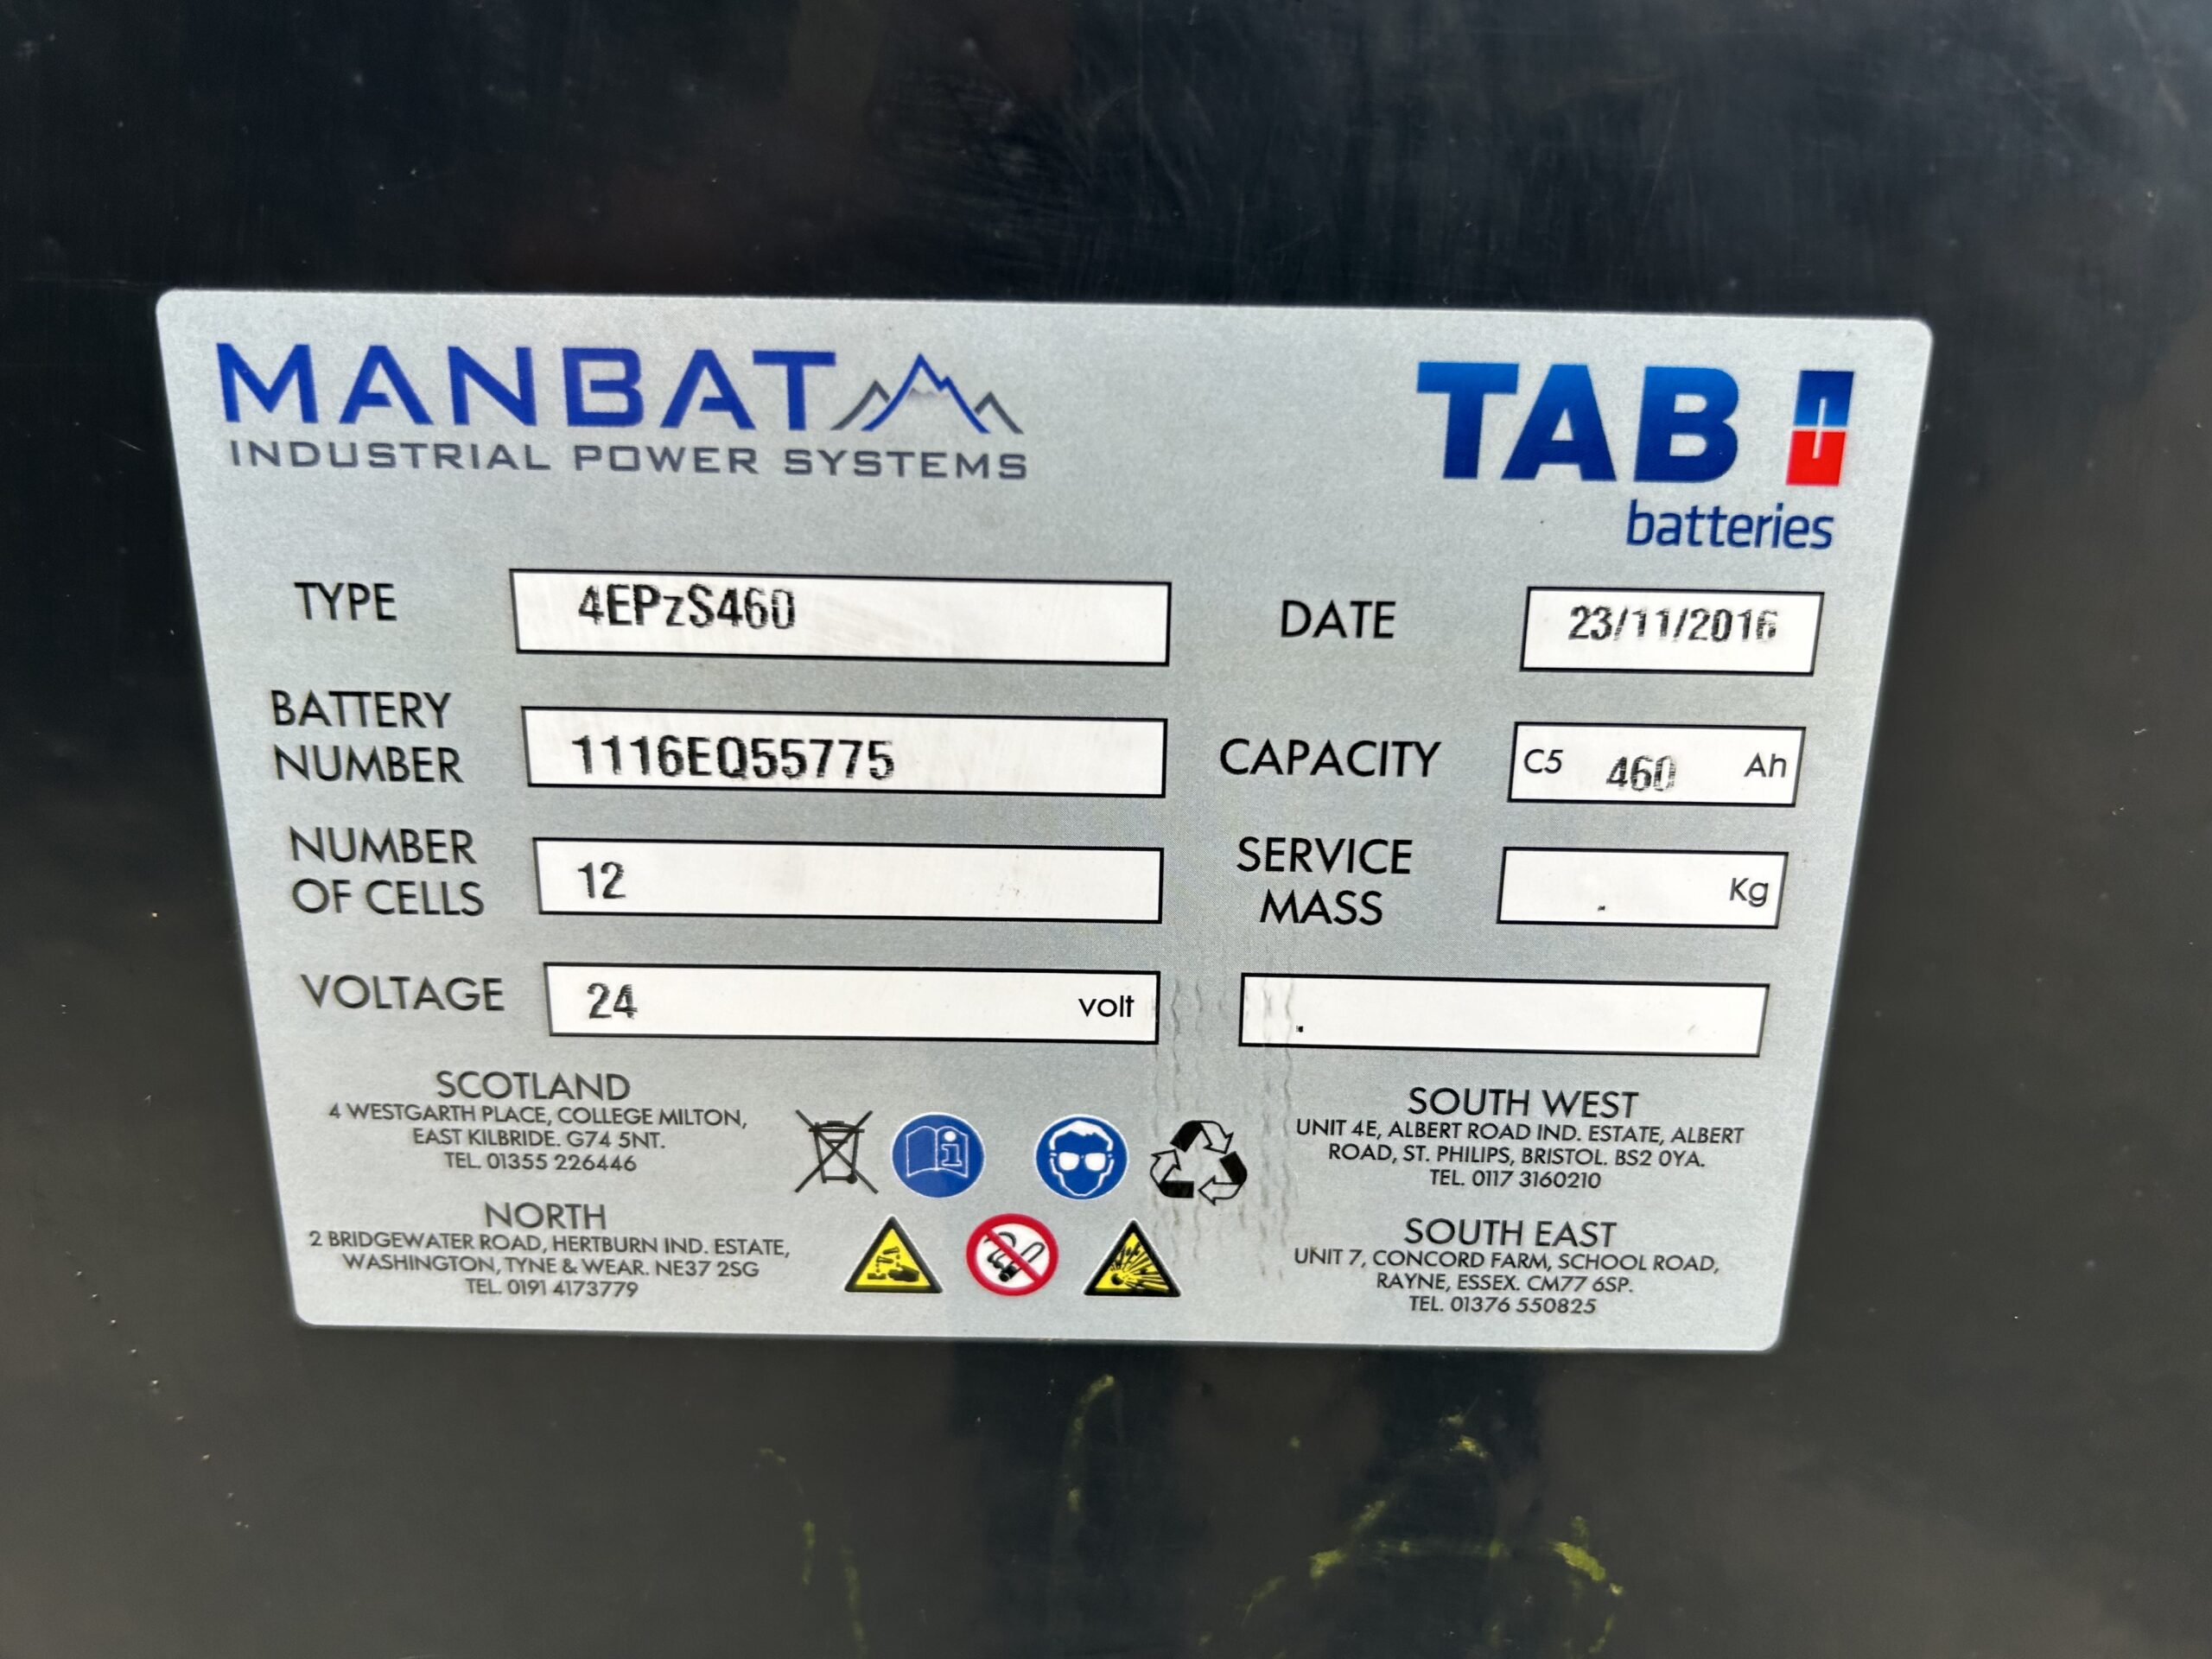 MANBAT
INDUSTRIAL POWER SYSTEMS
TAB
batteries
TYPE 4EPzS460
DATE 23/11/2016
BATTERY
NUMBER 1116EQ55775
CAPACITY C5 460 Ah
NUMBER
OF CELLS 12
SERVICE
MASS . Kg
VOLTAGE 24 volt
.
SCOTLAND
4 WESTGARTH PLACE, COLLEGE MILTON,
EAST KILBRIDE. G74 5NT.
TEL. 01355 226446
NORTH
2 BRIDGEWATER ROAD, HERTBURN IND. ESTATE,
WASHINGTON, TYNE & WEAR. NE37 2SG
TEL. 0191 4173779
SOUTH WEST
UNIT 4E, ALBERT ROAD IND. ESTATE, ALBERT
ROAD, ST. PHILIPS, BRISTOL. BS2 0YA.
TEL. 0117 3160210
SOUTH EAST
UNIT 7, CONCORD FARM, SCHOOL ROAD,
RAYNE, ESSEX. CM77 6SP.
TEL. 01376 550825